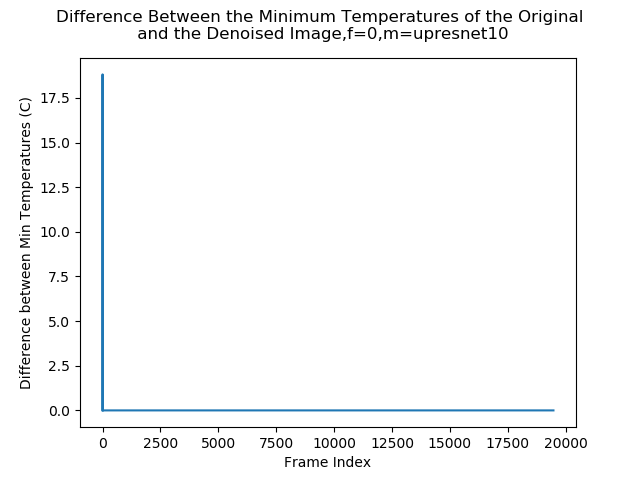 Difference Between the Minimum Temperatures of the Original
and the Denoised Image,f=0,m=upresnet10
Difference between Min Temperatures (C)
17.5
15.0
12.5
10.0
7.5
5.0
2.5
0.0
0 2500 5000 7500 10000 12500 15000 17500 20000
Frame Index